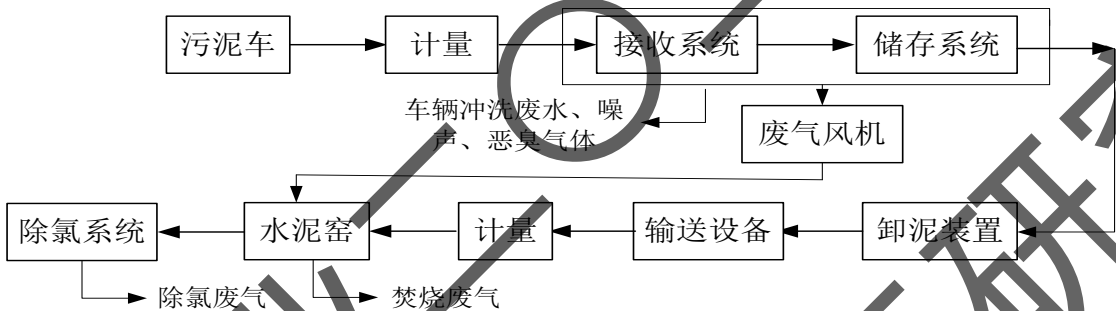 污泥车
计量
接收系统
储存系统
车辆冲洗废水、噪
声、恶臭气体
废气风机
除氯系统
水泥窑
计量
输送设备
卸泥装置
除氯废气
焚烧废气